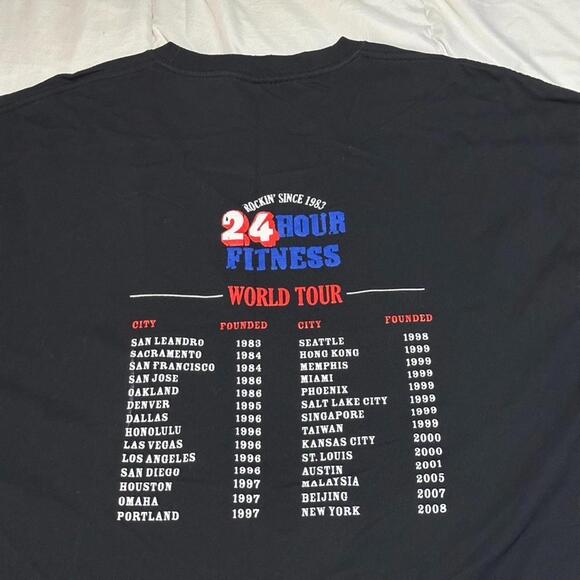 ROCKIN' SINCE 1983
24 HOUR
FITNESS
WORLD TOUR
CITY FOUNDED
SAN LEANDRO 1983
SACRAMENTO 1984
SAN FRANCISCO 1984
SAN JOSE 1986
OAKLAND 1986
DENVER 1995
DALLAS 1996
HONOLULU 1996
LAS VEGAS 1996
LOS ANGELES 1996
SAN DIEGO 1996
HOUSTON 1997
OMAHA 1997
PORTLAND 1997
CITY FOUNDED
SEATTLE 1998
HONG KONG 1999
MEMPHIS 1999
MIAMI 1999
PHOENIX 1999
SALT LAKE CITY 1999
SINGAPORE 1999
TAIWAN 1999
KANSAS CITY 2000
ST. LOUIS 2000
AUSTIN 2001
MALAYSIA 2005
BEIJING 2007
NEW YORK 2008